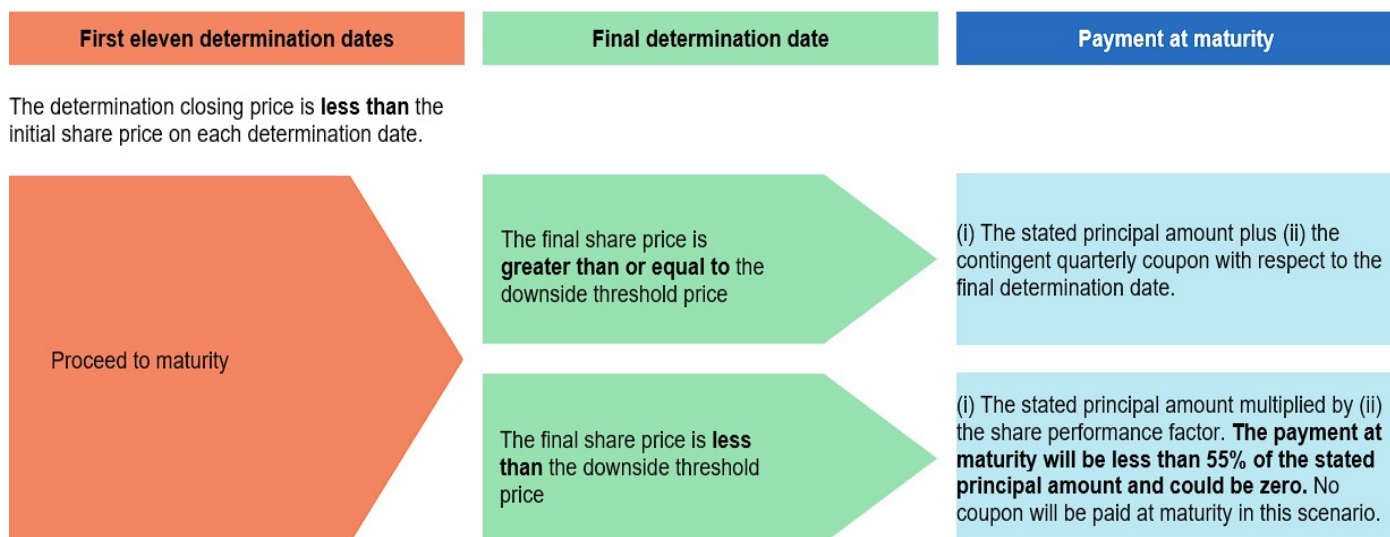 First eleven determination dates
Final determination date
Payment at maturity
The determination closing price is less than the
initial share price on each determination date.
Proceed to maturity
The final share price is
greater than or equal to the
downside threshold price
(i) The stated principal amount plus (ii) the
contingent quarterly coupon with respect to the
final determination date.
The final share price is less
than the downside threshold
price
(i) The stated principal amount multiplied by (ii)
the share performance factor. The payment at
maturity will be less than 55% of the stated
principal amount and could be zero. No
coupon will be paid at maturity in this scenario.